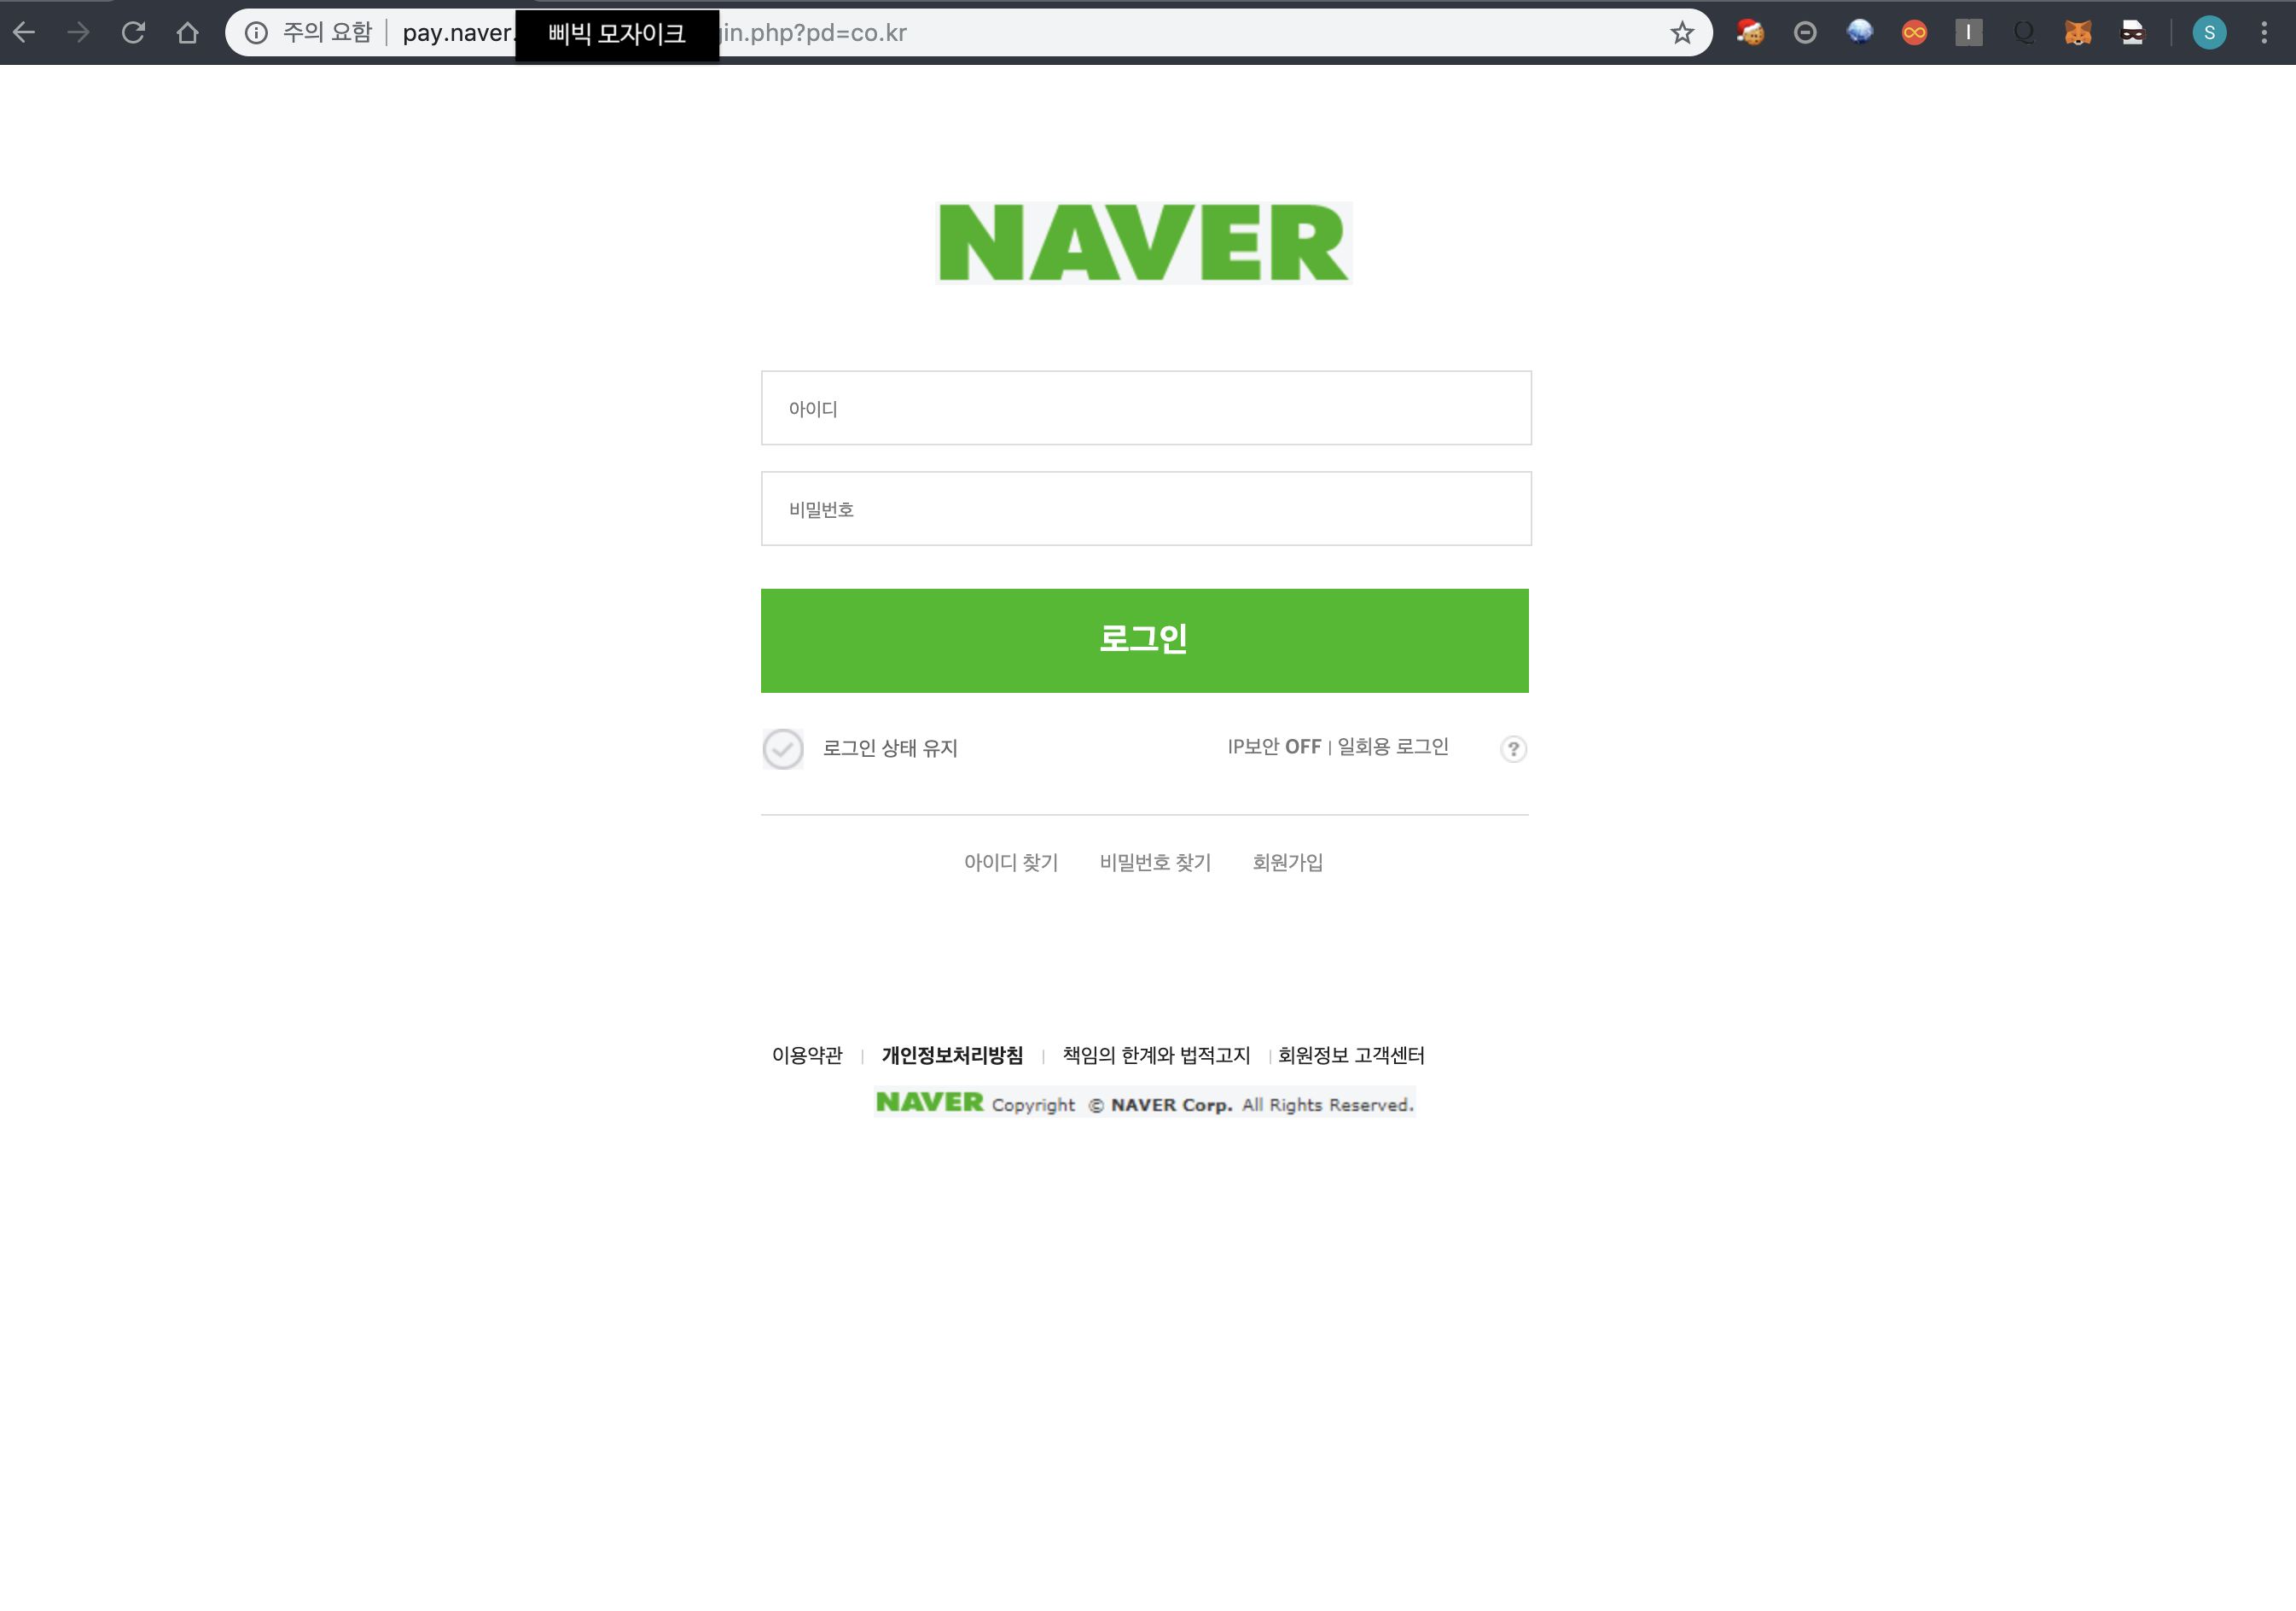 주의 요함 | pay.naver. 삐빅 모자이크 gin.php?pd=co.kr
S
NAVER
아이디
비밀번호
로그인
로그인 상태 유지 IP보안 OFF | 일회용 로그인 ?
아이디 찾기 비밀번호 찾기 회원가입
이용약관 | 개인정보처리방침 | 책임의 한계와 법적고지 | 회원정보 고객센터
NAVER Copyright © NAVER Corp. All Rights Reserved.